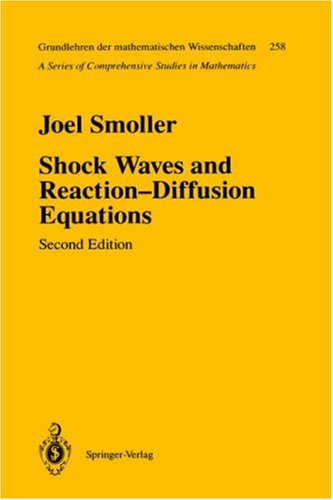 Grundlehren der mathematischen Wissenschaften 258
A Series of Comprehensive Studies in Mathematics
Joel Smoller
Shock Waves and
Reaction–Diffusion
Equations
Second Edition
Springer-Verlag